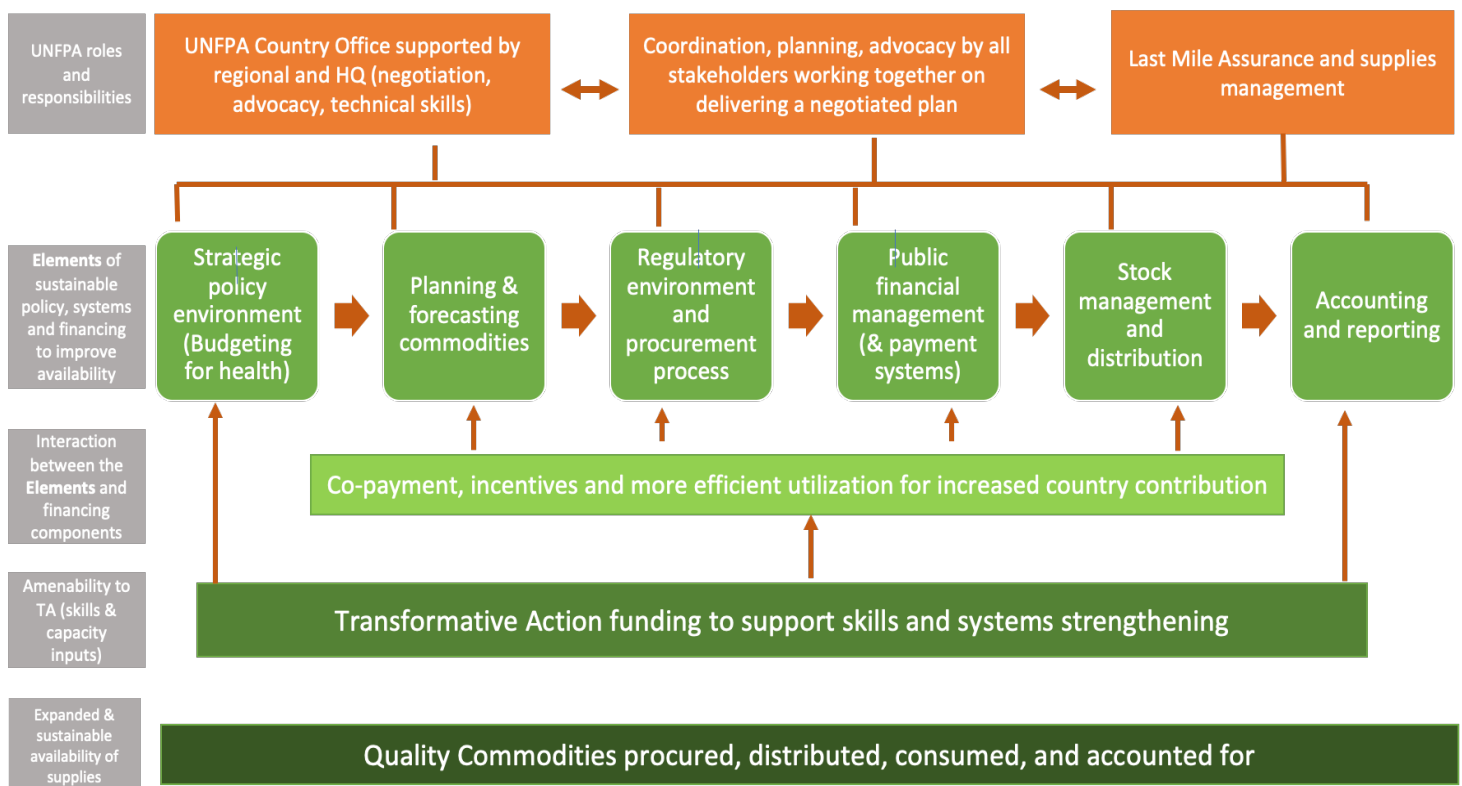 UNFPA roles
and
responsibilities
UNFPA Country Office supported by
regional and HQ (negotiation,
advocacy, technical skills)
Coordination, planning, advocacy by all
stakeholders working together on
delivering a negotiated plan
Last Mile Assurance and supplies
management
Elements of
sustainable
policy, systems
and financing
to improve
availability
Strategic
policy
environment
(Budgeting
for health)
Planning &
forecasting
commodities
Regulatory
environment
and
procurement
process
Public
financial
management
(& payment
systems)
Stock
management
and
distribution
Accounting
and reporting
Interaction
between the
Elements and
financing
components
Co-payment, incentives and more efficient utilization for increased country contribution
Amenability to
TA (skills &
capacity
inputs)
Transformative Action funding to support skills and systems strengthening
Expanded &
sustainable
availability of
supplies
Quality Commodities procured, distributed, consumed, and accounted for